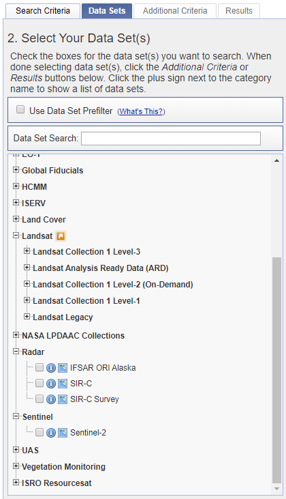 Search Criteria
Data Sets
Additional Criteria
Results
2. Select Your Data Set(s)
Check the boxes for the data set(s) you want to search. When
done selecting data set(s), click the Additional Criteria or
Results buttons below. Click the plus sign next to the category
name to show a list of data sets.
Use Data Set Prefilter (What's This?)
Data Set Search:
EO-1
Global Fiducials
HCMM
ISERV
Land Cover
Landsat
Landsat Collection 1 Level-3
Landsat Analysis Ready Data (ARD)
Landsat Collection 1 Level-2 (On-Demand)
Landsat Collection 1 Level-1
Landsat Legacy
NASA LPDAAC Collections
Radar
IFSAR ORI Alaska
SIR-C
SIR-C Survey
Sentinel
Sentinel-2
UAS
Vegetation Monitoring
ISRO Resourcesat